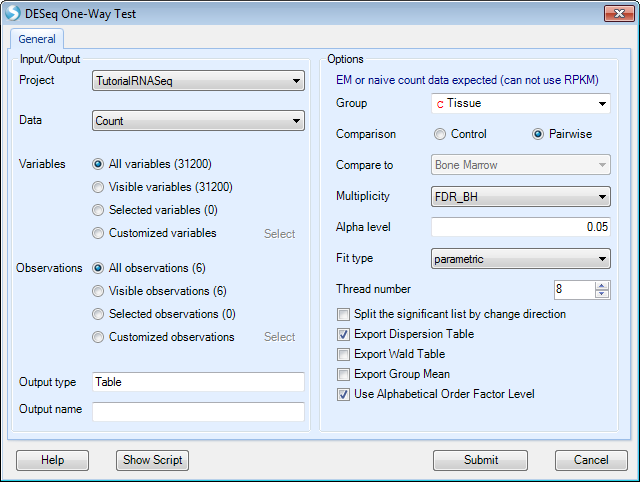 DESeq One-Way Test
General
Input/Output
Project TutorialRNASeq
Data Count
Variables All variables (31200)
Visible variables (31200)
Selected variables (0)
Customized variables Select
Observations All observations (6)
Visible observations (6)
Selected observations (0)
Customized observations Select
Output type Table
Output name
Options
EM or naive count data expected (can not use RPKM)
Group C Tissue
Comparison Control Pairwise
Compare to Bone Marrow
Multiplicity FDR_BH
Alpha level 0.05
Fit type parametric
Thread number 8
Split the significant list by change direction
Export Dispersion Table
Export Wald Table
Export Group Mean
Use Alphabetical Order Factor Level
Help Show Script Submit Cancel